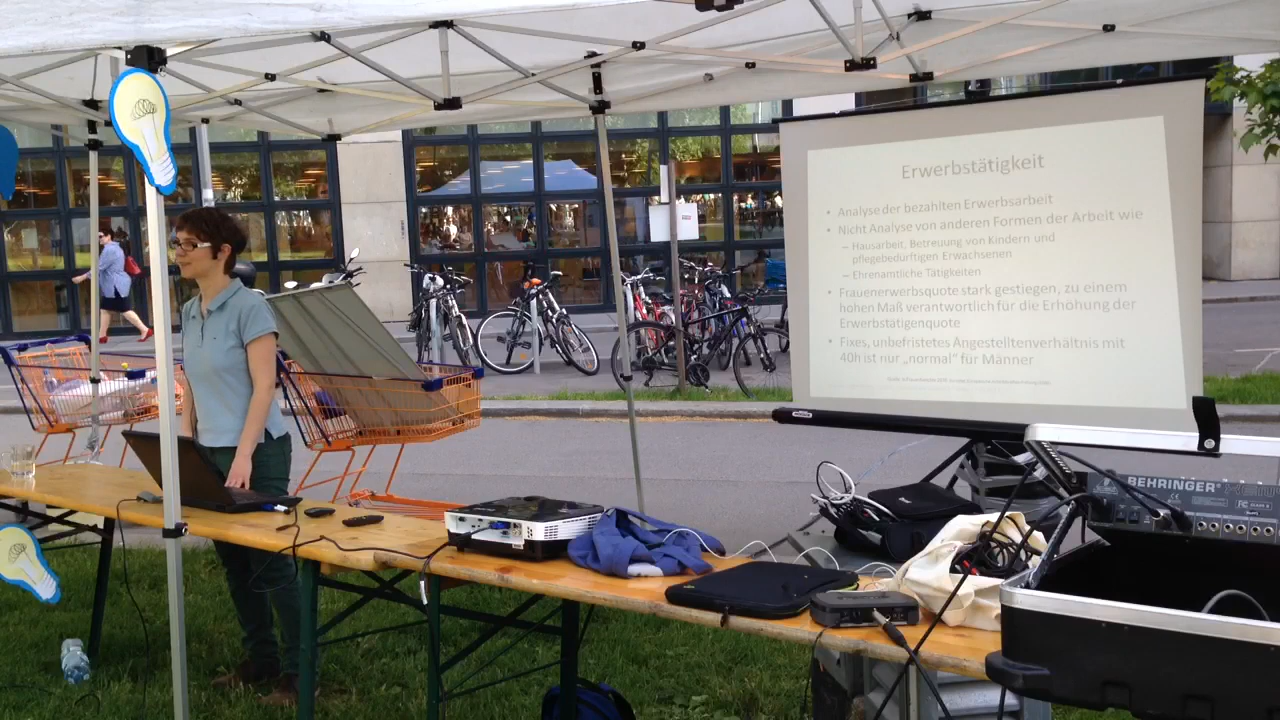 Erwerbstätigkeit
• Analyse der bezahlten Erwerbsarbeit
• Nicht Analyse von anderen Formen der Arbeit wie
– Hausarbeit, Betreuung von Kindern und
pflegebedürftigen Erwachsenen
– Ehrenamtliche Tätigkeiten
• Frauenerwerbsquote stark gestiegen, zu einem
hohen Maß verantwortlich für die Erhöhung der
Erwerbstätigenquote
• Fixes, unbefristetes Angestelltenverhältnis mit
40h ist nur „normal“ für Männer
BEHRINGER